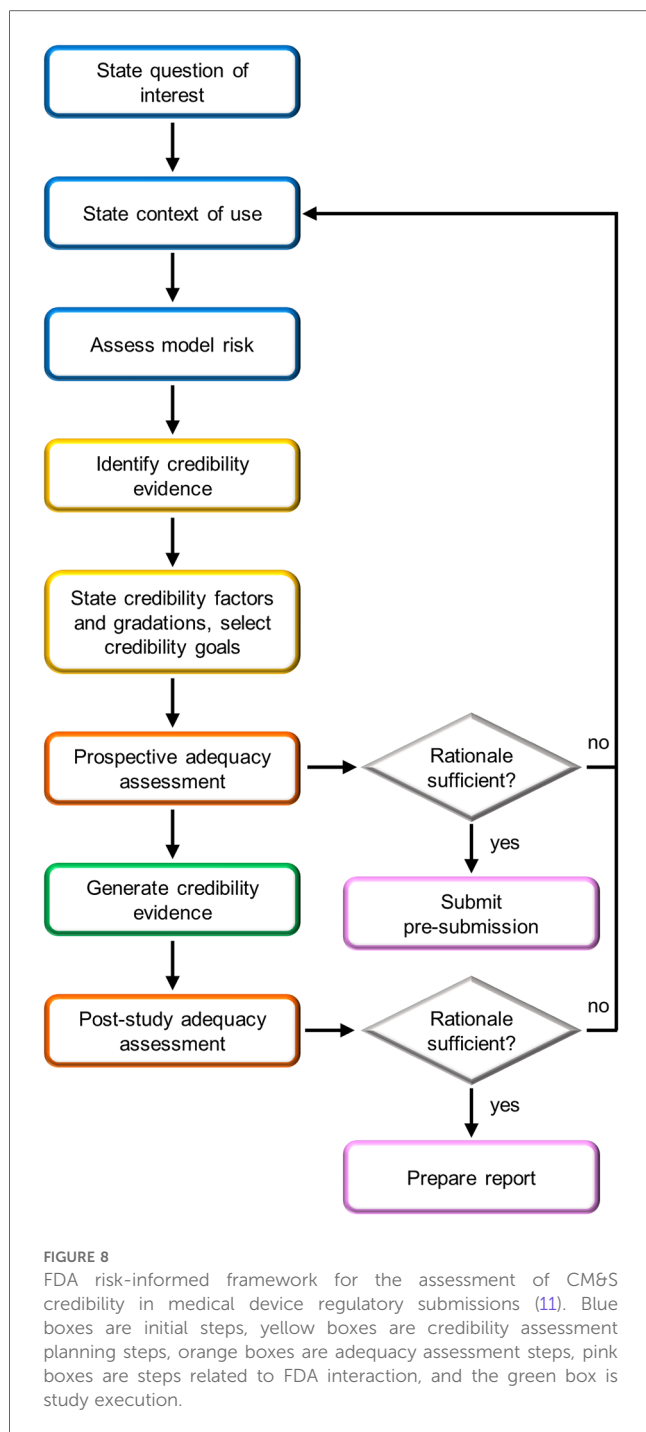 State question of
interest
State context of use
Assess model risk
Identify credibility
evidence
State credibility factors
and gradations, select
credibility goals
Prospective adequacy
assessment
Rationale
sufficient?
no
yes
Generate credibility
evidence
Submit
pre-submission
Post-study adequacy
assessment
Rationale
sufficient?
no
yes
Prepare report
FIGURE 8
FDA risk-informed framework for the assessment of CM&S
credibility in medical device regulatory submissions (11). Blue
boxes are initial steps, yellow boxes are credibility assessment
planning steps, orange boxes are adequacy assessment steps, pink
boxes are steps related to FDA interaction, and the green box is
study execution.